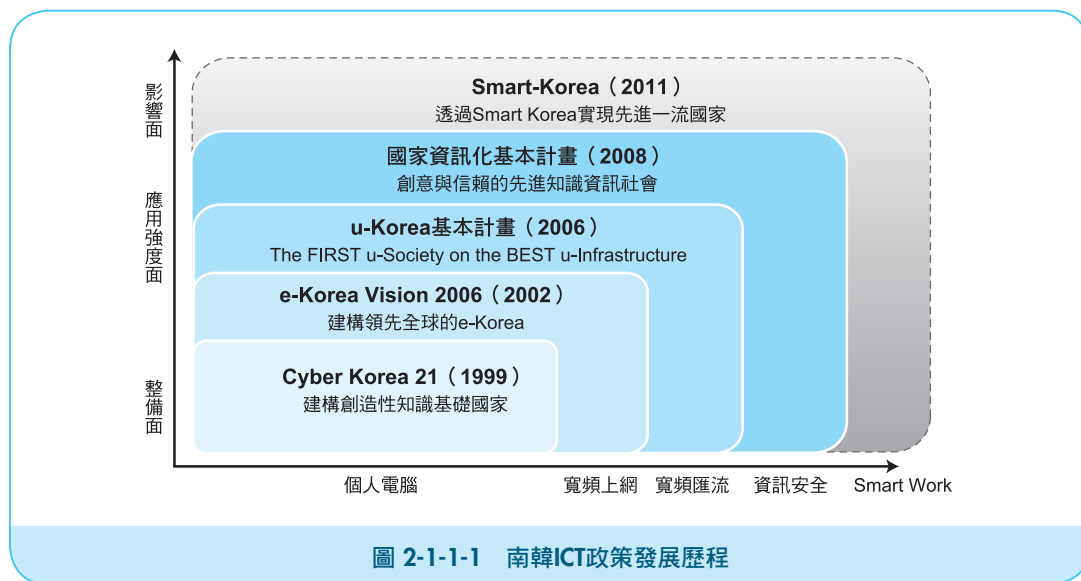 影響面
應用強度面
整備面
Smart-Korea（2011）
透過Smart Korea實現先進一流國家
國家資訊化基本計畫（2008）
創意與信賴的先進知識資訊社會
u-Korea基本計畫（2006）
The FIRST u-Society on the BEST u-Infrastructure
e-Korea Vision 2006（2002）
建構領先全球的e-Korea
Cyber Korea 21（1999）
建構創造性知識基礎國家
個人電腦 寬頻上網 寬頻匯流 資訊安全 Smart Work
圖 2-1-1-1 南韓ICT政策發展歷程